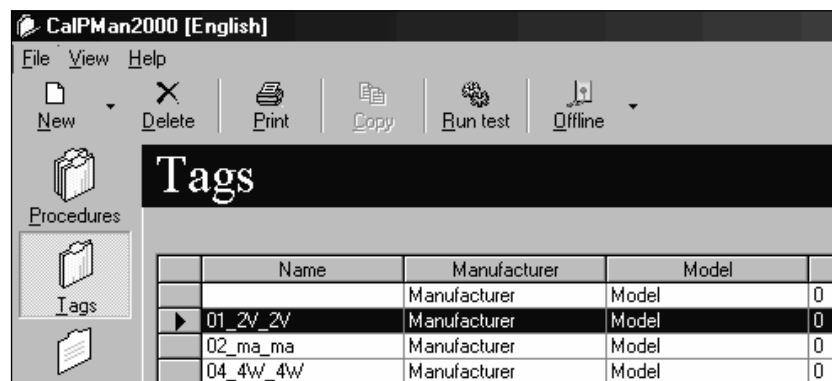 CalPMan2000 [English]
File View Help
New Delete Print Copy Run test Offline
Procedures
Tags
Tags
Name Manufacturer Model
Manufacturer Model 0
01_2V_2V Manufacturer Model 0
02_ma_ma Manufacturer Model 0
04_4W_4W Manufacturer Model 0